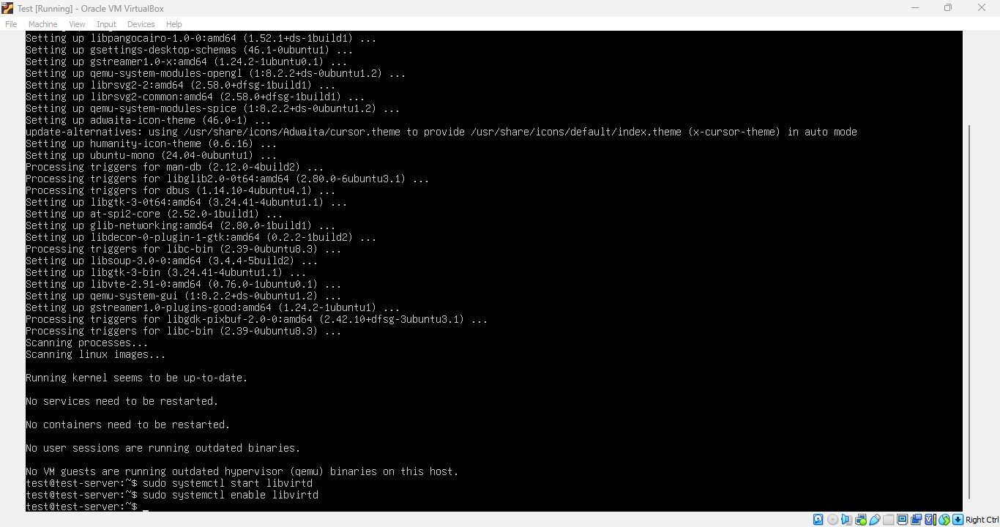 Test [Running] - Oracle VM VirtualBox
File Machine View Input Devices Help
Setting up libpangocairo-1.0-0:amd64 (1.52.1+ds-1build1) ...
Setting up gsettings-desktop-schemas (46.1-0ubuntu1) ...
Setting up gstreamer1.0-x:amd64 (1.24.2-1ubuntu0.1) ...
Setting up qemu-system-modules-opengl (1:8.2.2+ds-0ubuntu1.2) ...
Setting up librsvg2-2:amd64 (2.58.0+dfsg-1build1) ...
Setting up librsvg2-common:amd64 (2.58.0+dfsg-1build1) ...
Setting up qemu-system-modules-spice (1:8.2.2+ds-0ubuntu1.2) ...
Setting up adwaita-icon-theme (46.0-1) ...
update-alternatives: using /usr/share/icons/Adwaita/cursor.theme to provide /usr/share/icons/default/index.theme (x-cursor-theme) in auto mode
Setting up humanity-icon-theme (0.6.16) ...
Setting up ubuntu-mono (24.04-0ubuntu1) ...
Processing triggers for man-db (2.12.0-4build2) ...
Processing triggers for libglib2.0-0t64:amd64 (2.80.0-6ubuntu3.1) ...
Processing triggers for dbus (1.14.10-4ubuntu4.1) ...
Setting up libgtk-3-0t64:amd64 (3.24.41-4ubuntu1.1) ...
Setting up at-spi2-core (2.52.0-1build1) ...
Setting up glib-networking:amd64 (2.80.0-1build1) ...
Setting up libdecor-0-plugin-1-gtk:amd64 (0.2.2-1build2) ...
Processing triggers for libc-bin (2.39-0ubuntu8.3) ...
Setting up libsoup-3.0-0:amd64 (3.4.4-5build2) ...
Setting up libgtk-3-bin (3.24.41-4ubuntu1.1) ...
Setting up libvte-2.91-0:amd64 (0.76.0-1ubuntu0.1) ...
Setting up qemu-system-gui (1:8.2.2+ds-0ubuntu1.2) ...
Setting up gstreamer1.0-plugins-good:amd64 (1.24.2-1ubuntu1) ...
Processing triggers for libgdk-pixbuf-2.0-0:amd64 (2.42.10+dfsg-3ubuntu3.1) ...
Processing triggers for libc-bin (2.39-0ubuntu8.3) ...
Scanning processes...
Scanning linux images...
Running kernel seems to be up-to-date.
No services need to be restarted.
No containers need to be restarted.
No user sessions are running outdated binaries.
No VM guests are running outdated hypervisor (qemu) binaries on this host.
test@test-server:~$ sudo systemctl start libvirtd
test@test-server:~$ sudo systemctl enable libvirtd
test@test-server:~$ _
Right Ctrl